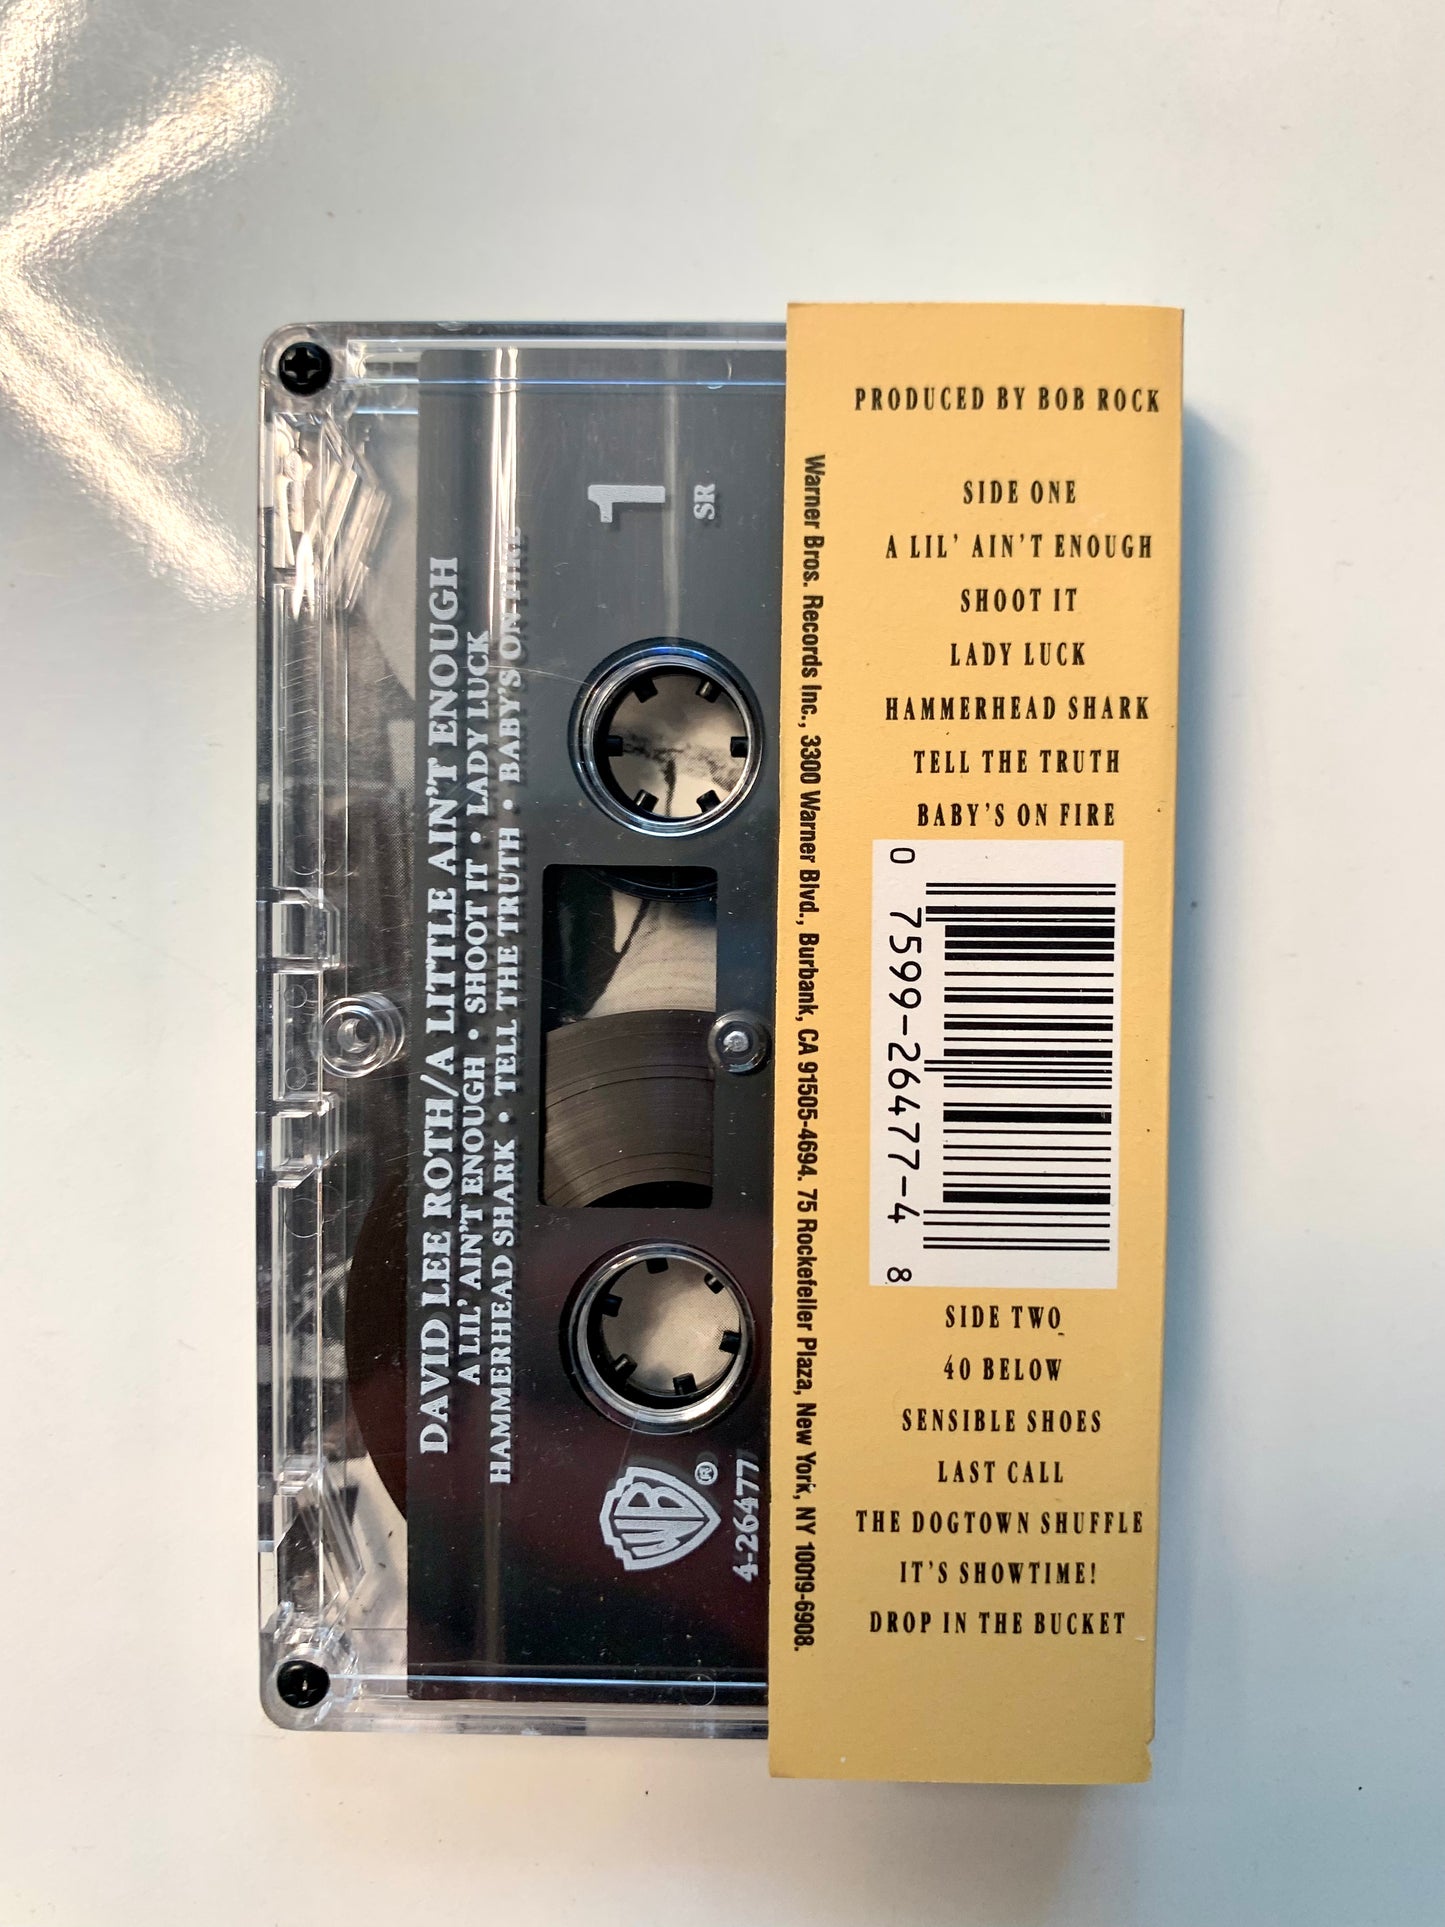 DAVID LEE ROTH/A LITTLE AIN'T ENOUGH
A LIL' AIN'T ENOUGH • SHOOT IT • LADY LUCK
HAMMERHEAD SHARK • TELL THE TRUTH • BABY'S ON FIRE
1
SR
WB
®
4-26477
Warner Bros. Records Inc., 3300 Warner Blvd., Burbank, CA 91505-4694. 75 Rockefeller Plaza, New York, NY 10019-6908.
PRODUCED BY BOB ROCK
SIDE ONE
A LIL' AIN'T ENOUGH
SHOOT IT
LADY LUCK
HAMMERHEAD SHARK
TELL THE TRUTH
BABY'S ON FIRE
0 7599-26477-4 8
SIDE TWO
40 BELOW
SENSIBLE SHOES
LAST CALL
THE DOGTOWN SHUFFLE
IT'S SHOWTIME!
DROP IN THE BUCKET